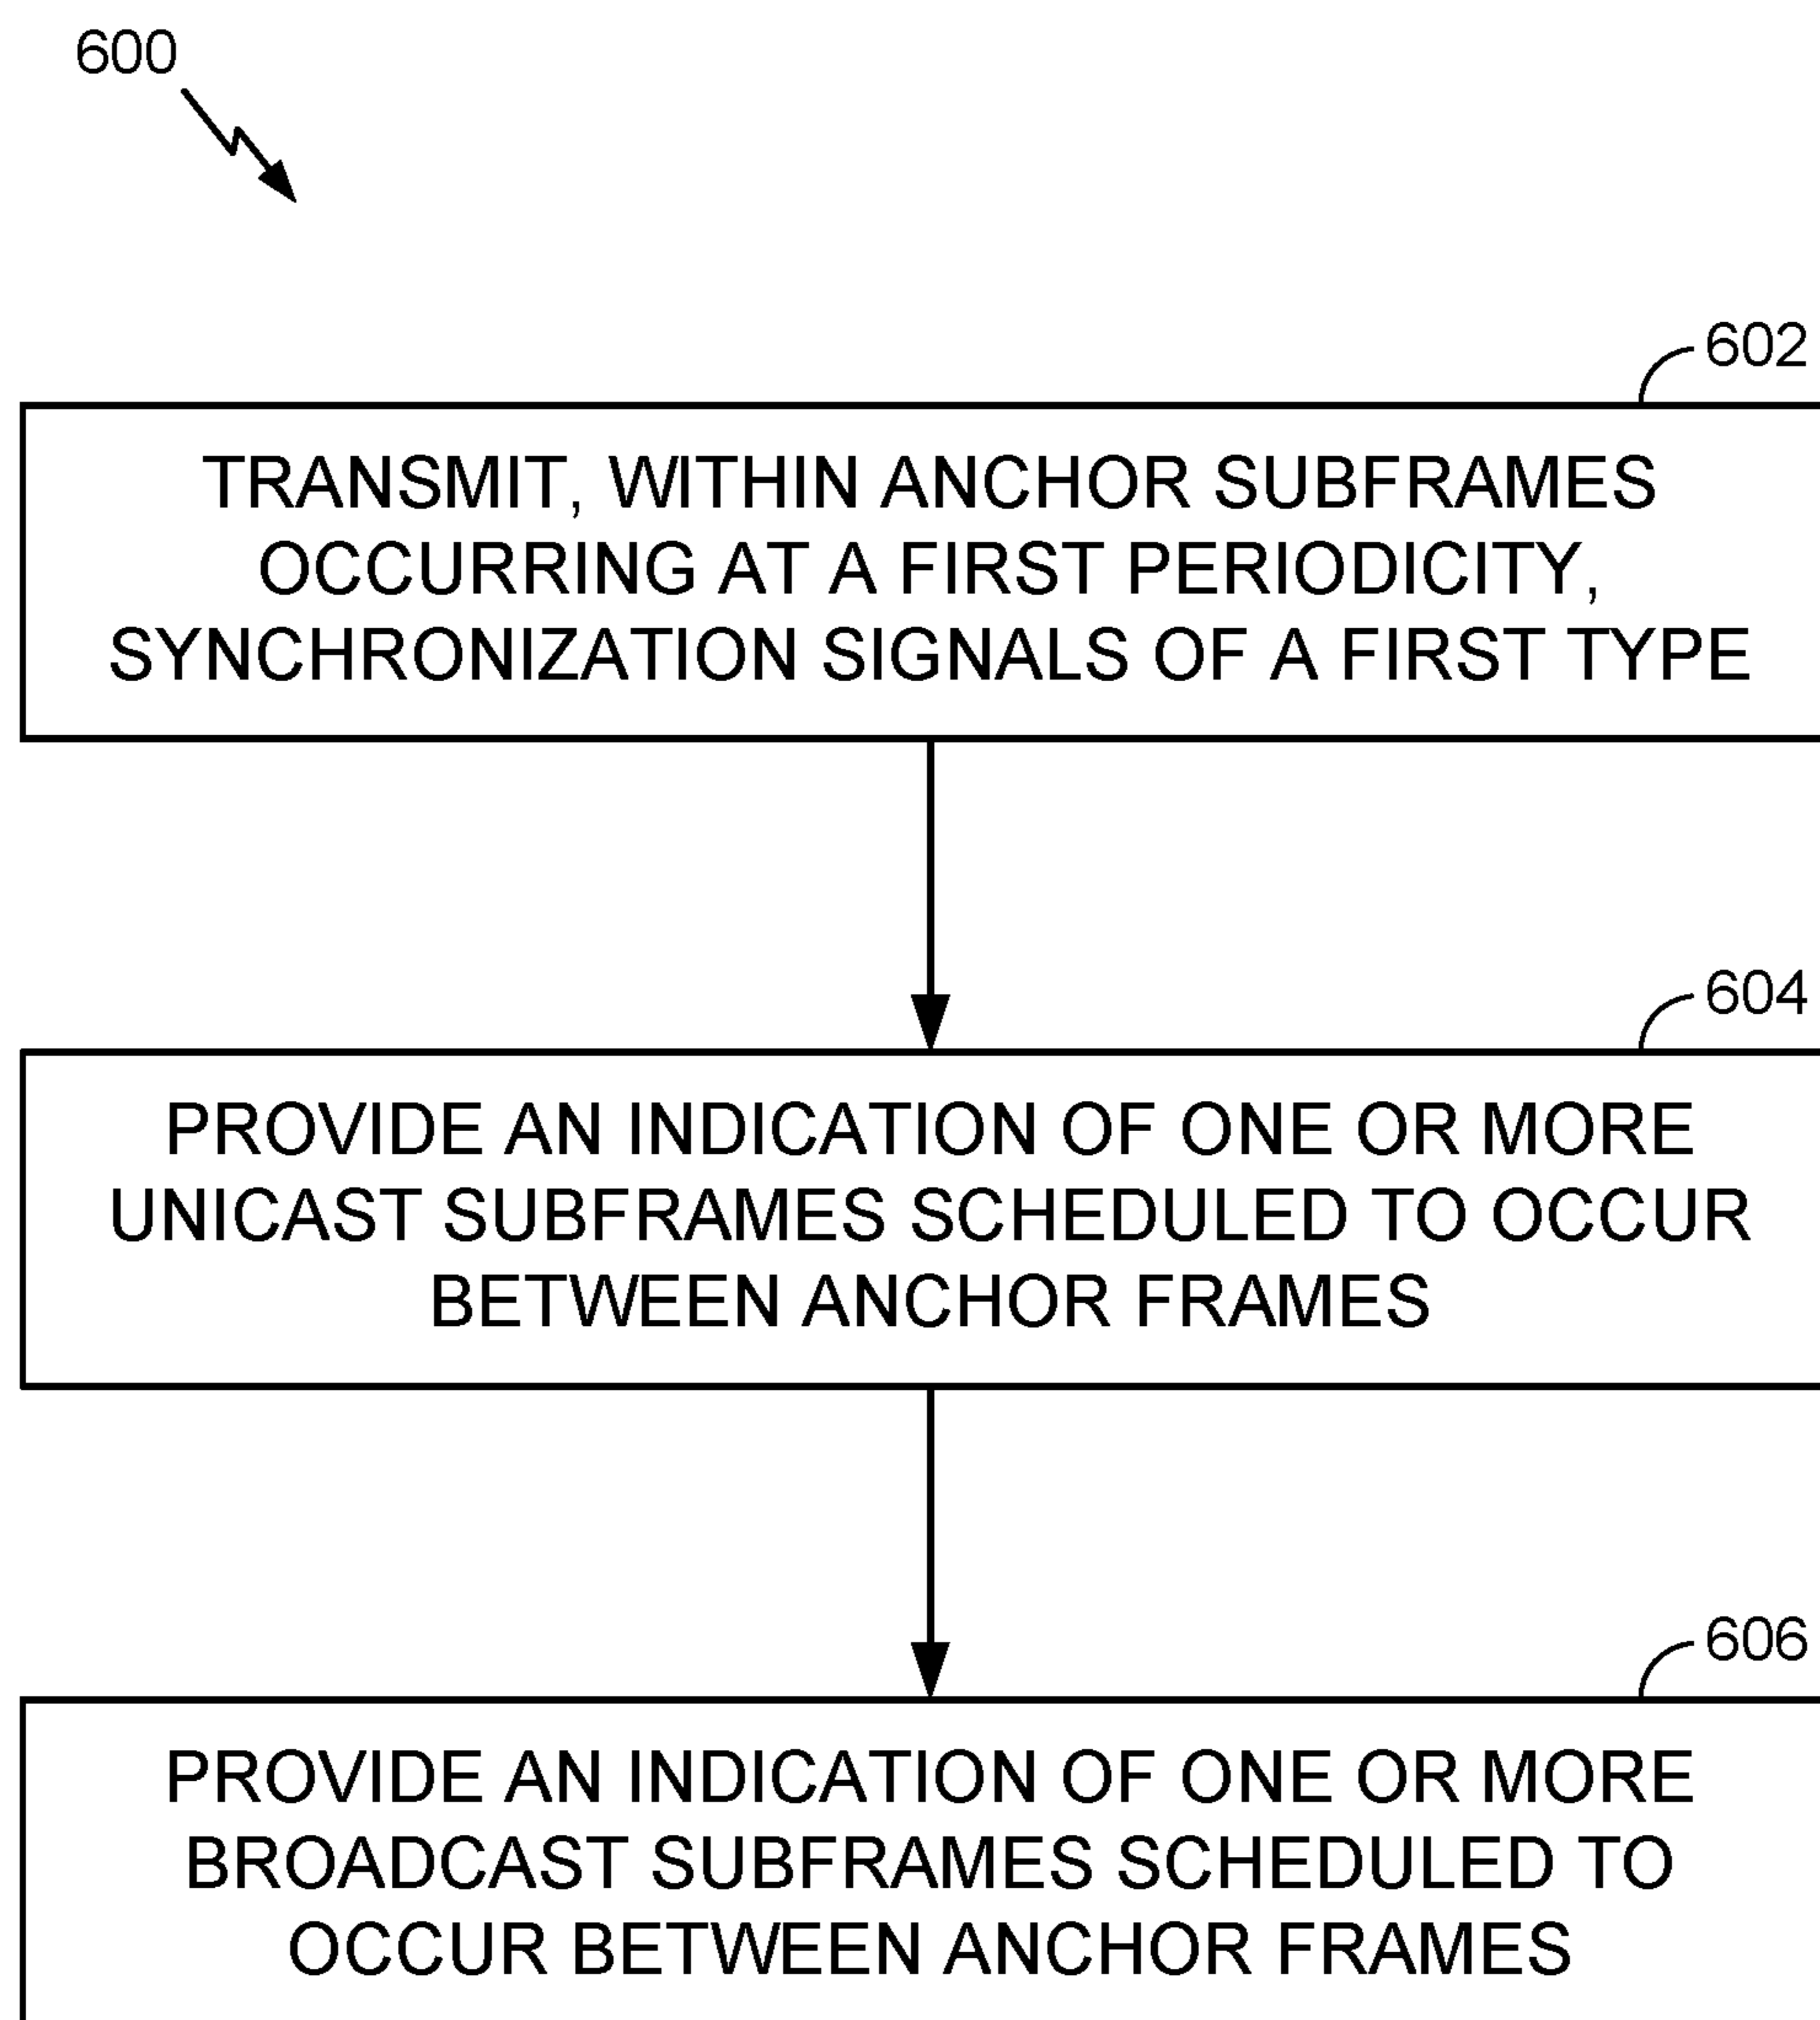 600
602
TRANSMIT, WITHIN ANCHOR SUBFRAMES
OCCURRING AT A FIRST PERIODICITY,
SYNCHRONIZATION SIGNALS OF A FIRST TYPE
604
PROVIDE AN INDICATION OF ONE OR MORE
UNICAST SUBFRAMES SCHEDULED TO OCCUR
BETWEEN ANCHOR FRAMES
606
PROVIDE AN INDICATION OF ONE OR MORE
BROADCAST SUBFRAMES SCHEDULED TO
OCCUR BETWEEN ANCHOR FRAMES